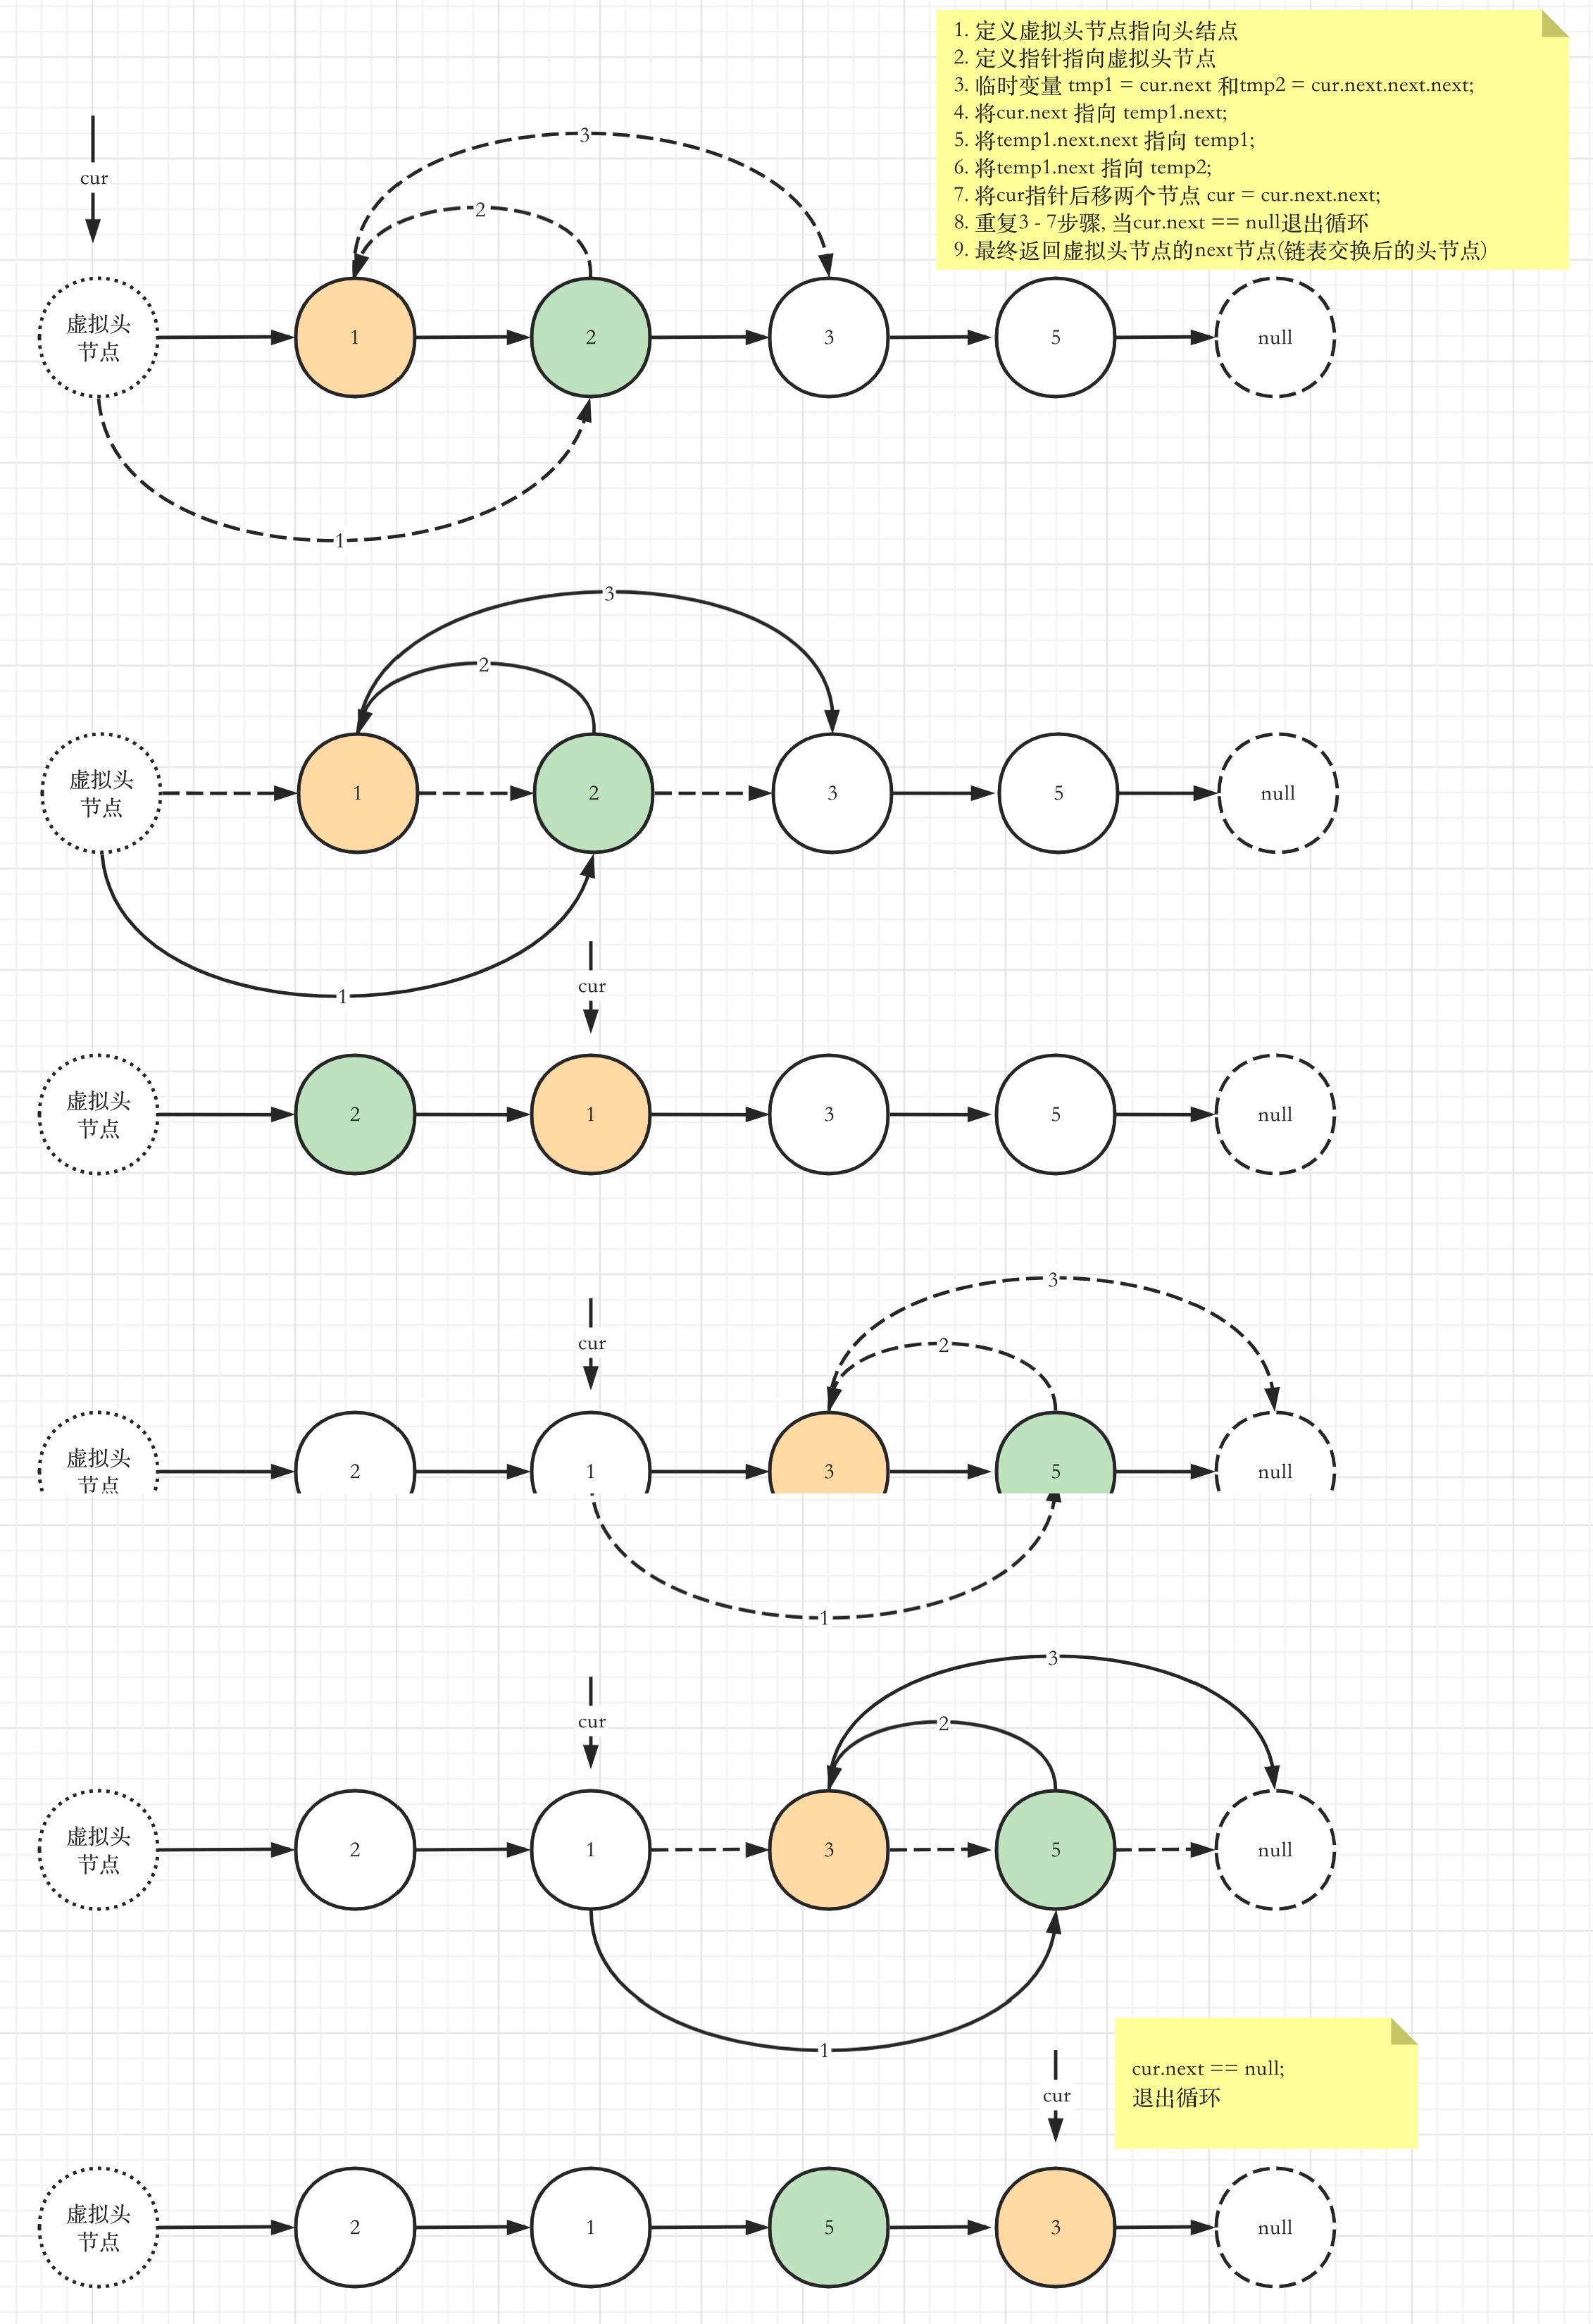 1. 定义虚拟头节点指向头结点
2. 定义指针指向虚拟头节点
3. 临时变量 tmp1 = cur.next 和tmp2 = cur.next.next.next;
4. 将cur.next 指向 temp1.next;
5. 将temp1.next.next 指向 temp1;
6. 将temp1.next 指向 temp2;
7. 将cur指针后移两个节点 cur = cur.next.next;
8. 重复3 - 7步骤, 当cur.next == null退出循环
9. 最终返回虚拟头节点的next节点(链表交换后的头节点)
3
cur
2
虚拟头
节点
1
2
3
5
null
1
3
2
虚拟头
节点
1
2
3
5
null
1
cur
虚拟头
节点
2
1
3
5
null
3
cur
2
虚拟头
节点
2
1
3
5
null
1
3
cur
2
虚拟头
节点
2
1
3
5
null
1
cur.next == null;
退出循环
cur
虚拟头
节点
2
1
5
3
null